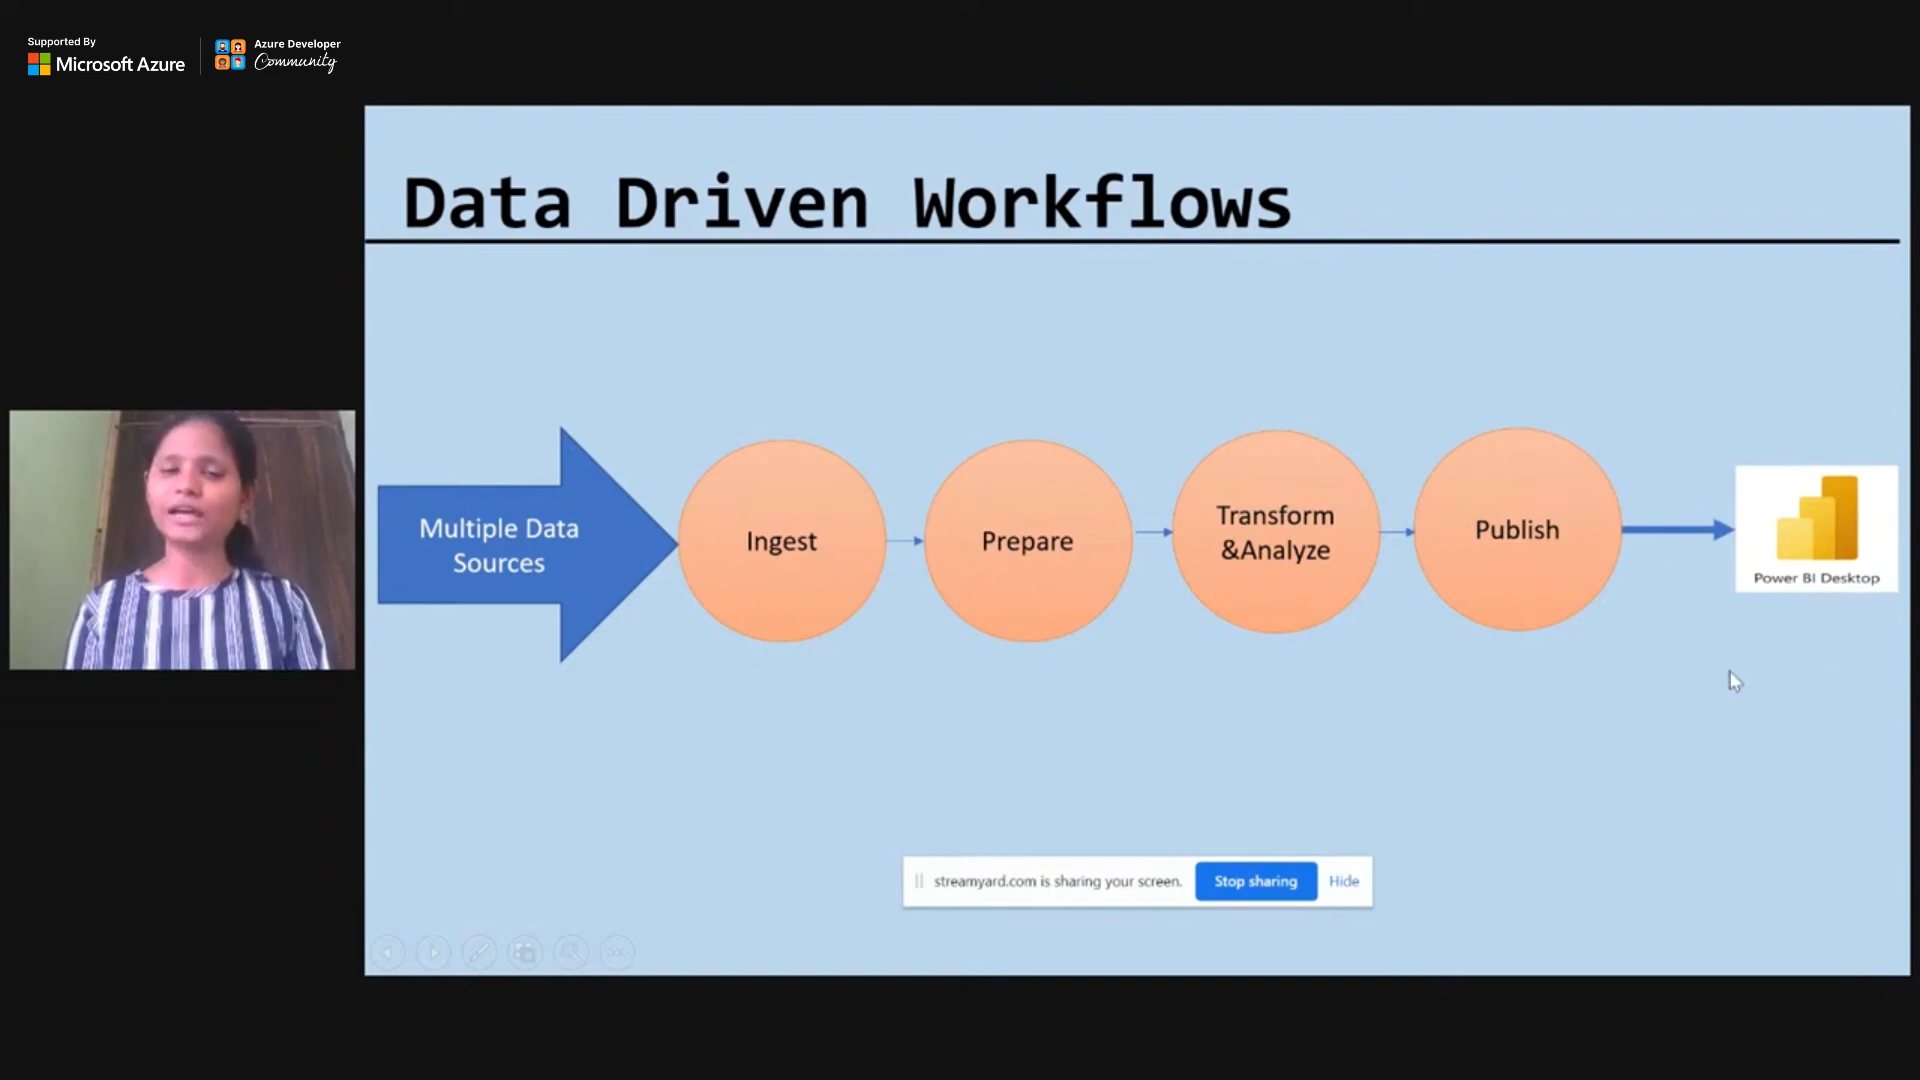 Supported By
Microsoft Azure
Azure Developer
Community
Data Driven Workflows
Multiple Data
Sources
Ingest
Prepare
Transform
&Analyze
Publish
Power BI Desktop
streamyard.com is sharing your screen.
Stop sharing
Hide